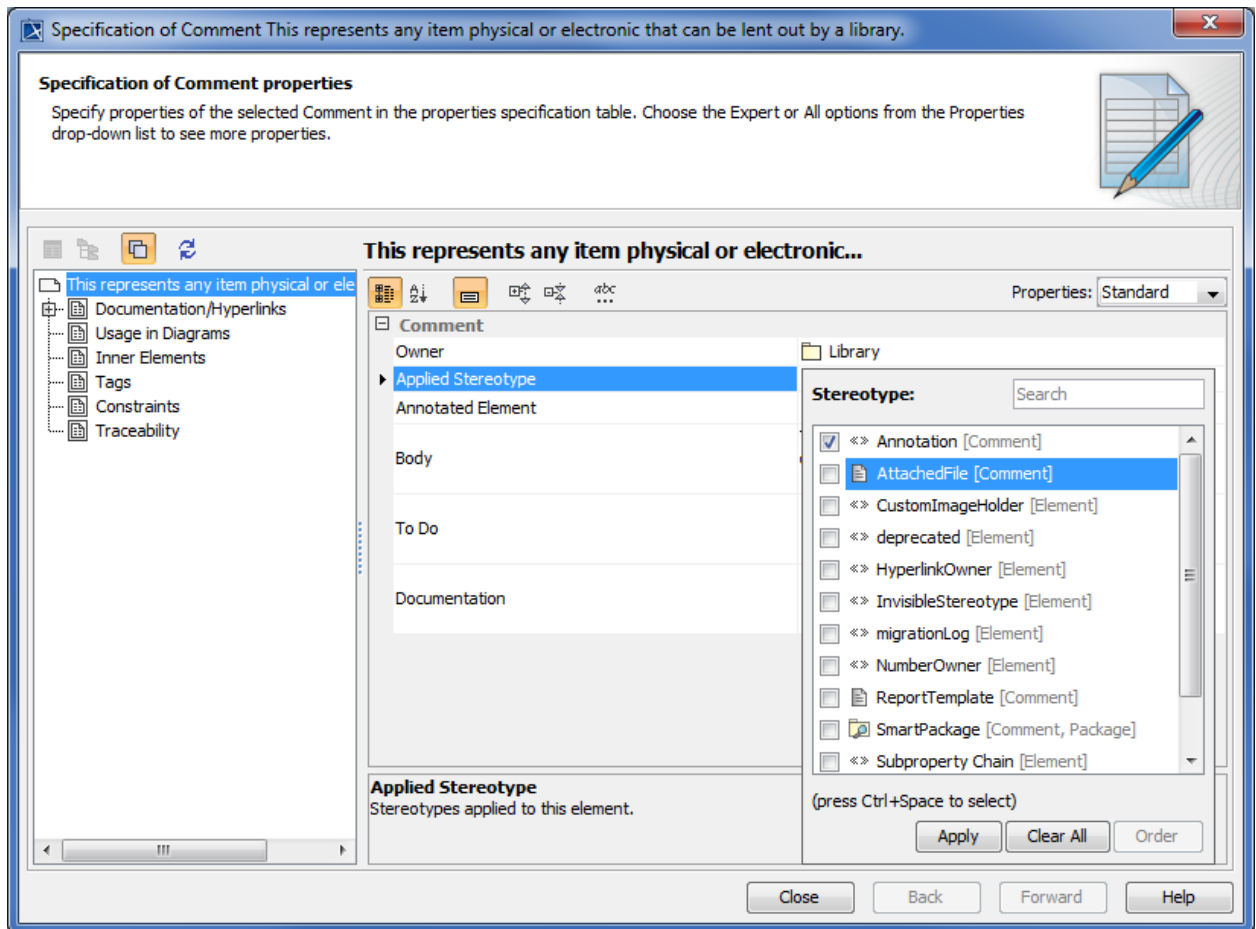 Specification of Comment This represents any item physical or electronic that can be lent out by a library.
Specification of Comment properties
Specify properties of the selected Comment in the properties specification table. Choose the Expert or All options from the Properties
drop-down list to see more properties.
This represents any item physical or electronic...
This represents any item physical or ele
Documentation/Hyperlinks
Usage in Diagrams
Inner Elements
Tags
Constraints
Traceability
Properties: Standard
Comment
Owner
Library
Applied Stereotype
Annotated Element
Body
To Do
Documentation
Stereotype:
Search
«» Annotation [Comment]
AttachedFile [Comment]
«» CustomImageHolder [Element]
«» deprecated [Element]
«» HyperlinkOwner [Element]
«» InvisibleStereotype [Element]
«» migrationLog [Element]
«» NumberOwner [Element]
ReportTemplate [Comment]
SmartPackage [Comment, Package]
«» Subproperty Chain [Element]
(press Ctrl+Space to select)
Apply Clear All Order
Applied Stereotype
Stereotypes applied to this element.
Close Back Forward Help